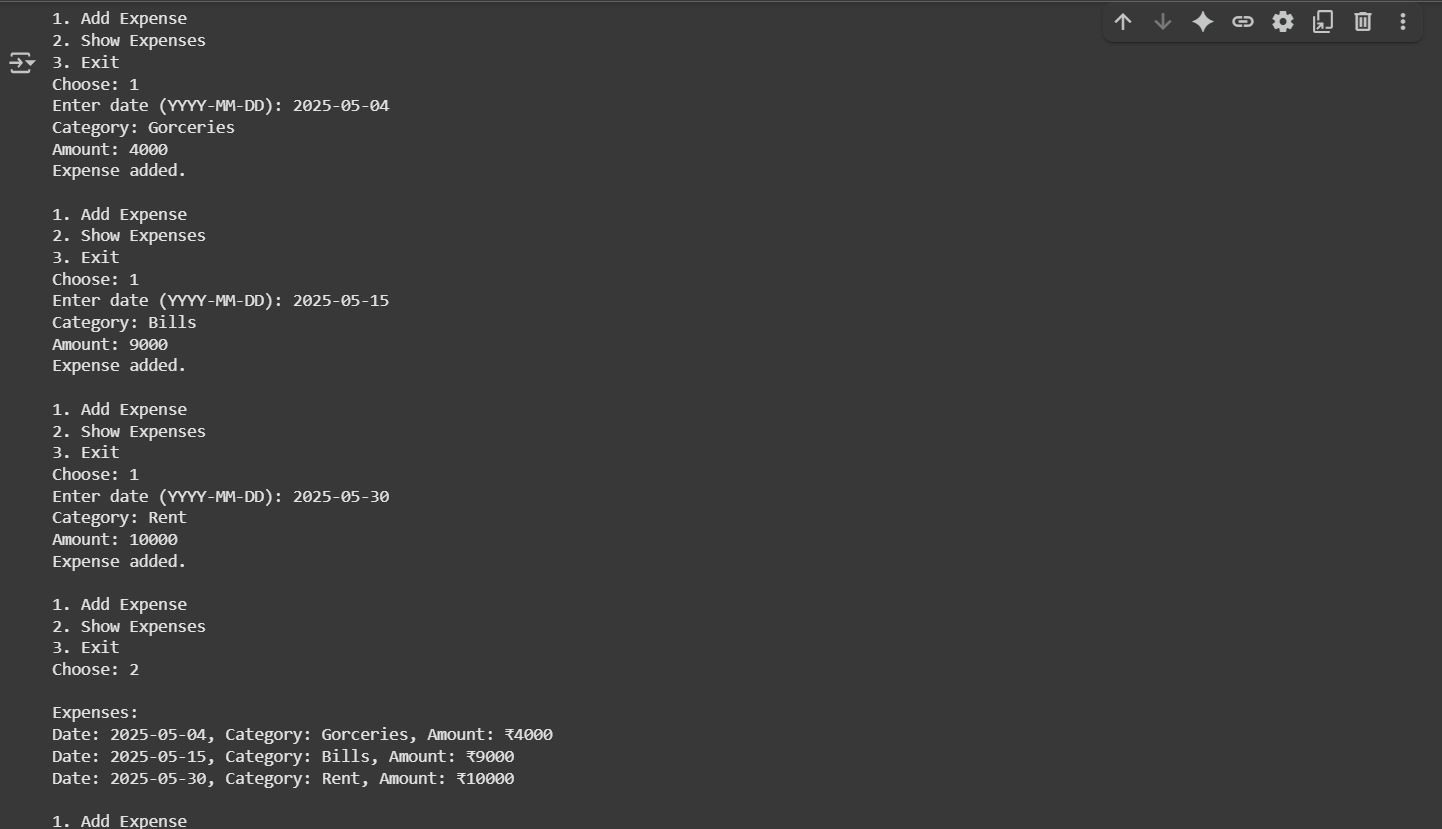 1. Add Expense
2. Show Expenses
3. Exit
Choose: 1
Enter date (YYYY-MM-DD): 2025-05-04
Category: Gorceries
Amount: 4000
Expense added.

1. Add Expense
2. Show Expenses
3. Exit
Choose: 1
Enter date (YYYY-MM-DD): 2025-05-15
Category: Bills
Amount: 9000
Expense added.

1. Add Expense
2. Show Expenses
3. Exit
Choose: 1
Enter date (YYYY-MM-DD): 2025-05-30
Category: Rent
Amount: 10000
Expense added.

1. Add Expense
2. Show Expenses
3. Exit
Choose: 2

Expenses:
Date: 2025-05-04, Category: Gorceries, Amount: ₹4000
Date: 2025-05-15, Category: Bills, Amount: ₹9000
Date: 2025-05-30, Category: Rent, Amount: ₹10000

1. Add Expense